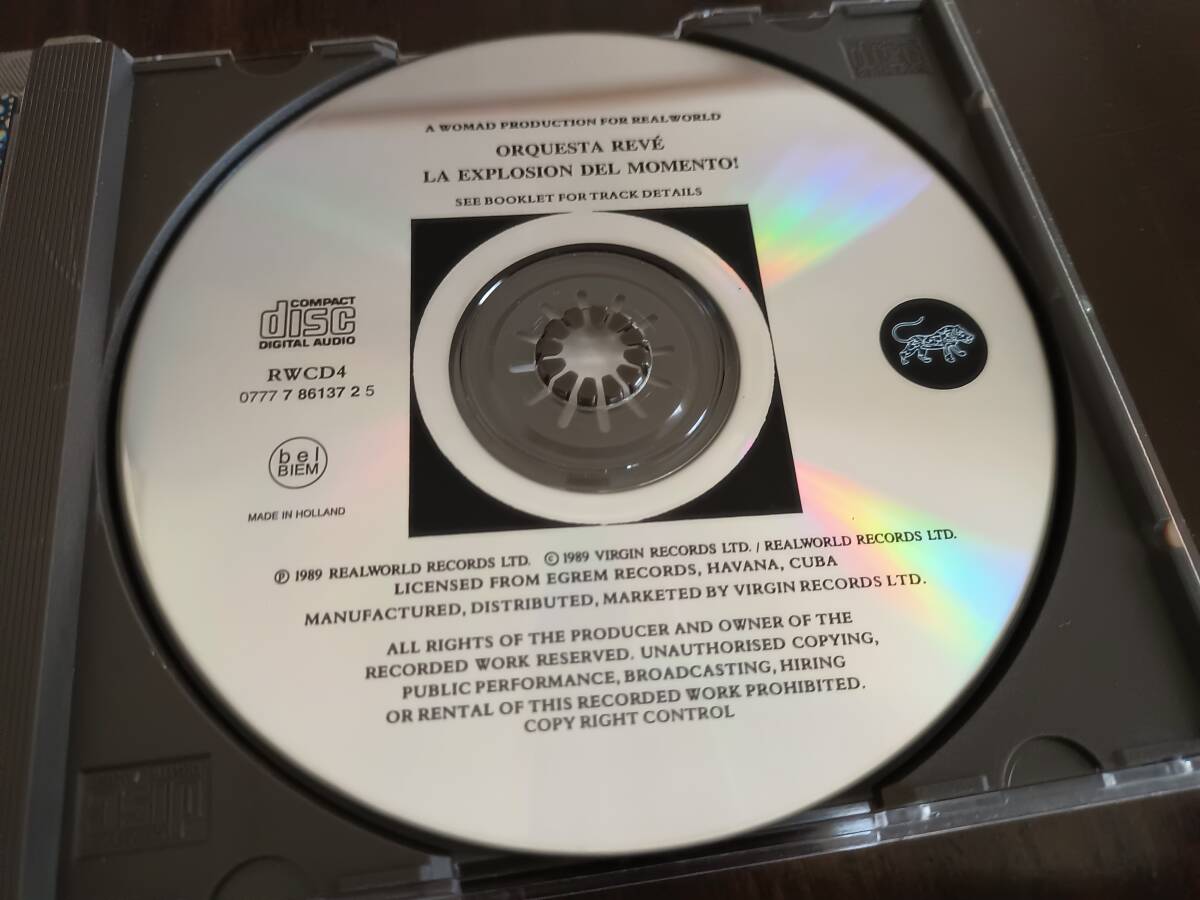 A WOMAD PRODUCTION FOR REALWORLD
ORQUESTA REVÉ
LA EXPLOSION DEL MOMENTO!
SEE BOOKLET FOR TRACK DETAILS
COMPACT
disc
DIGITAL AUDIO
RWCD4
0777 7 86137 2 5
bel
BIEM
MADE IN HOLLAND
℗ 1989 REALWORLD RECORDS LTD. © 1989 VIRGIN RECORDS LTD. / REALWORLD RECORDS LTD.
LICENSED FROM EGREM RECORDS, HAVANA, CUBA
MANUFACTURED, DISTRIBUTED, MARKETED BY VIRGIN RECORDS LTD.
ALL RIGHTS OF THE PRODUCER AND OWNER OF THE
RECORDED WORK RESERVED. UNAUTHORISED COPYING,
PUBLIC PERFORMANCE, BROADCASTING, HIRING
OR RENTAL OF THIS RECORDED WORK PROHIBITED.
COPY RIGHT CONTROL